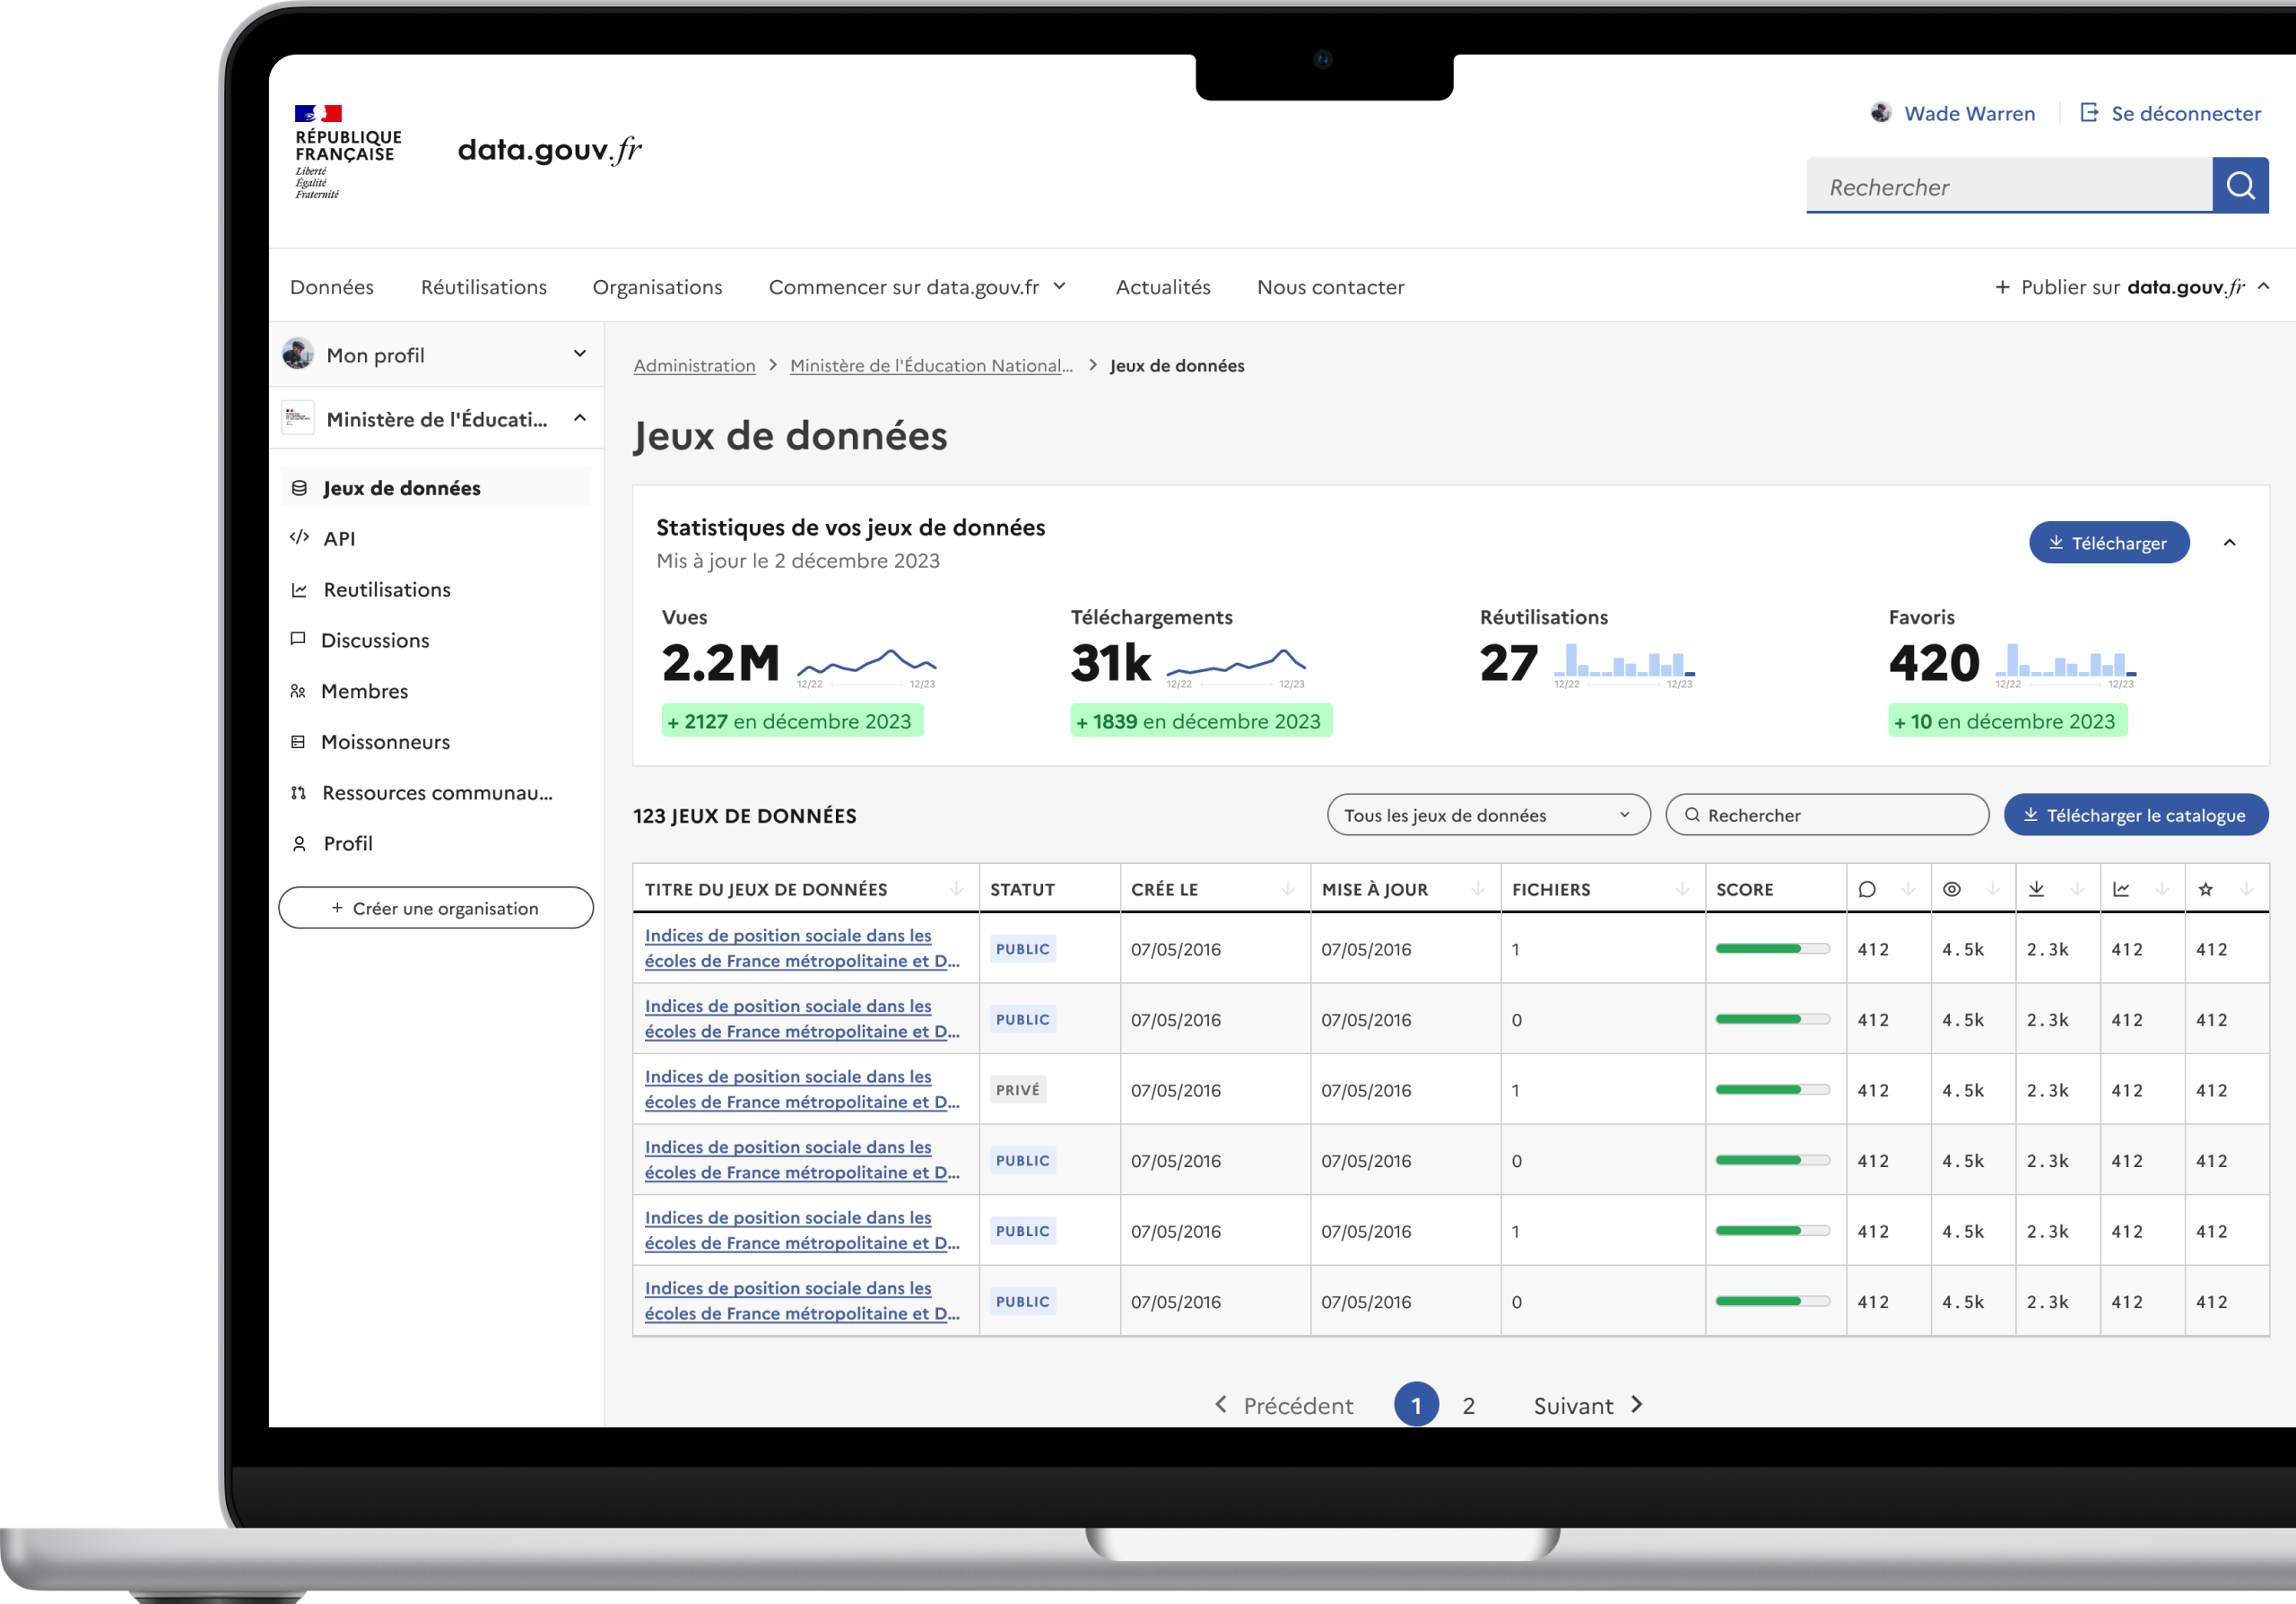 RÉPUBLIQUE
FRANÇAISE
Liberté
Égalité
Fraternité
data.gouv.fr
Wade Warren
Se déconnecter
Rechercher
Données
Réutilisations
Organisations
Commencer sur data.gouv.fr
Actualités
Nous contacter
+ Publier sur data.gouv.fr
Mon profil
Ministère de l'Éducati...
Jeux de données
API
Reutilisations
Discussions
Membres
Moissonneurs
Ressources communau...
Profil
+ Créer une organisation
Administration > Ministère de l'Éducation National... > Jeux de données
Jeux de données
Statistiques de vos jeux de données
Mis à jour le 2 décembre 2023
Télécharger
Vues
2.2M
12/22 12/23
+ 2127 en décembre 2023
Téléchargements
31k
12/22 12/23
+ 1839 en décembre 2023
Réutilisations
27
12/22 12/23
Favoris
420
12/22 12/23
+ 10 en décembre 2023
123 JEUX DE DONNÉES
Tous les jeux de données
Rechercher
Télécharger le catalogue
TITRE DU JEUX DE DONNÉES STATUT CRÉE LE MISE À JOUR FICHIERS SCORE
Indices de position sociale dans les
écoles de France métropolitaine et D...
PUBLIC 07/05/2016 07/05/2016 1 412 4.5k 2.3k 412 412
Indices de position sociale dans les
écoles de France métropolitaine et D...
PUBLIC 07/05/2016 07/05/2016 0 412 4.5k 2.3k 412 412
Indices de position sociale dans les
écoles de France métropolitaine et D...
PRIVÉ 07/05/2016 07/05/2016 1 412 4.5k 2.3k 412 412
Indices de position sociale dans les
écoles de France métropolitaine et D...
PUBLIC 07/05/2016 07/05/2016 0 412 4.5k 2.3k 412 412
Indices de position sociale dans les
écoles de France métropolitaine et D...
PUBLIC 07/05/2016 07/05/2016 1 412 4.5k 2.3k 412 412
Indices de position sociale dans les
écoles de France métropolitaine et D...
PUBLIC 07/05/2016 07/05/2016 0 412 4.5k 2.3k 412 412
Précédent 1 2 Suivant